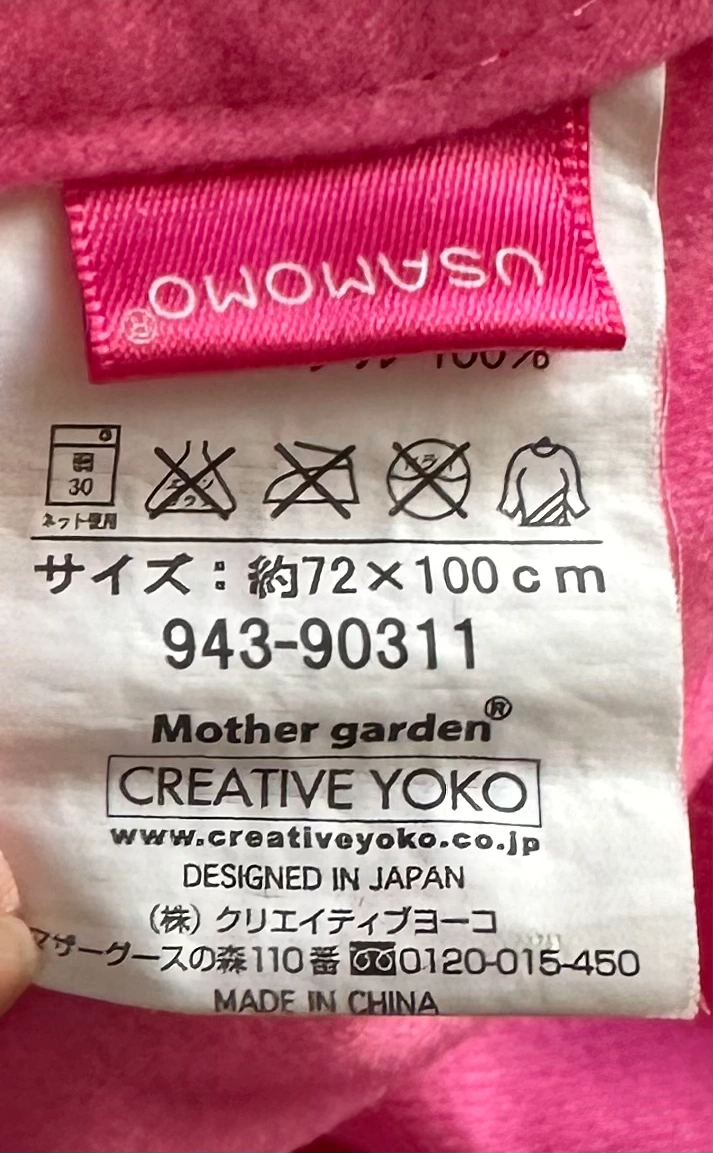 USAMOMO®
100%
30
ネット使用
サイズ：約72×100cm
943-90311
Mother garden®
CREATIVE YOKO
www.creativeyoko.co.jp
DESIGNED IN JAPAN
（株）クリエイティブヨーコ
マザーグースの森110番 0120-015-450
MADE IN CHINA